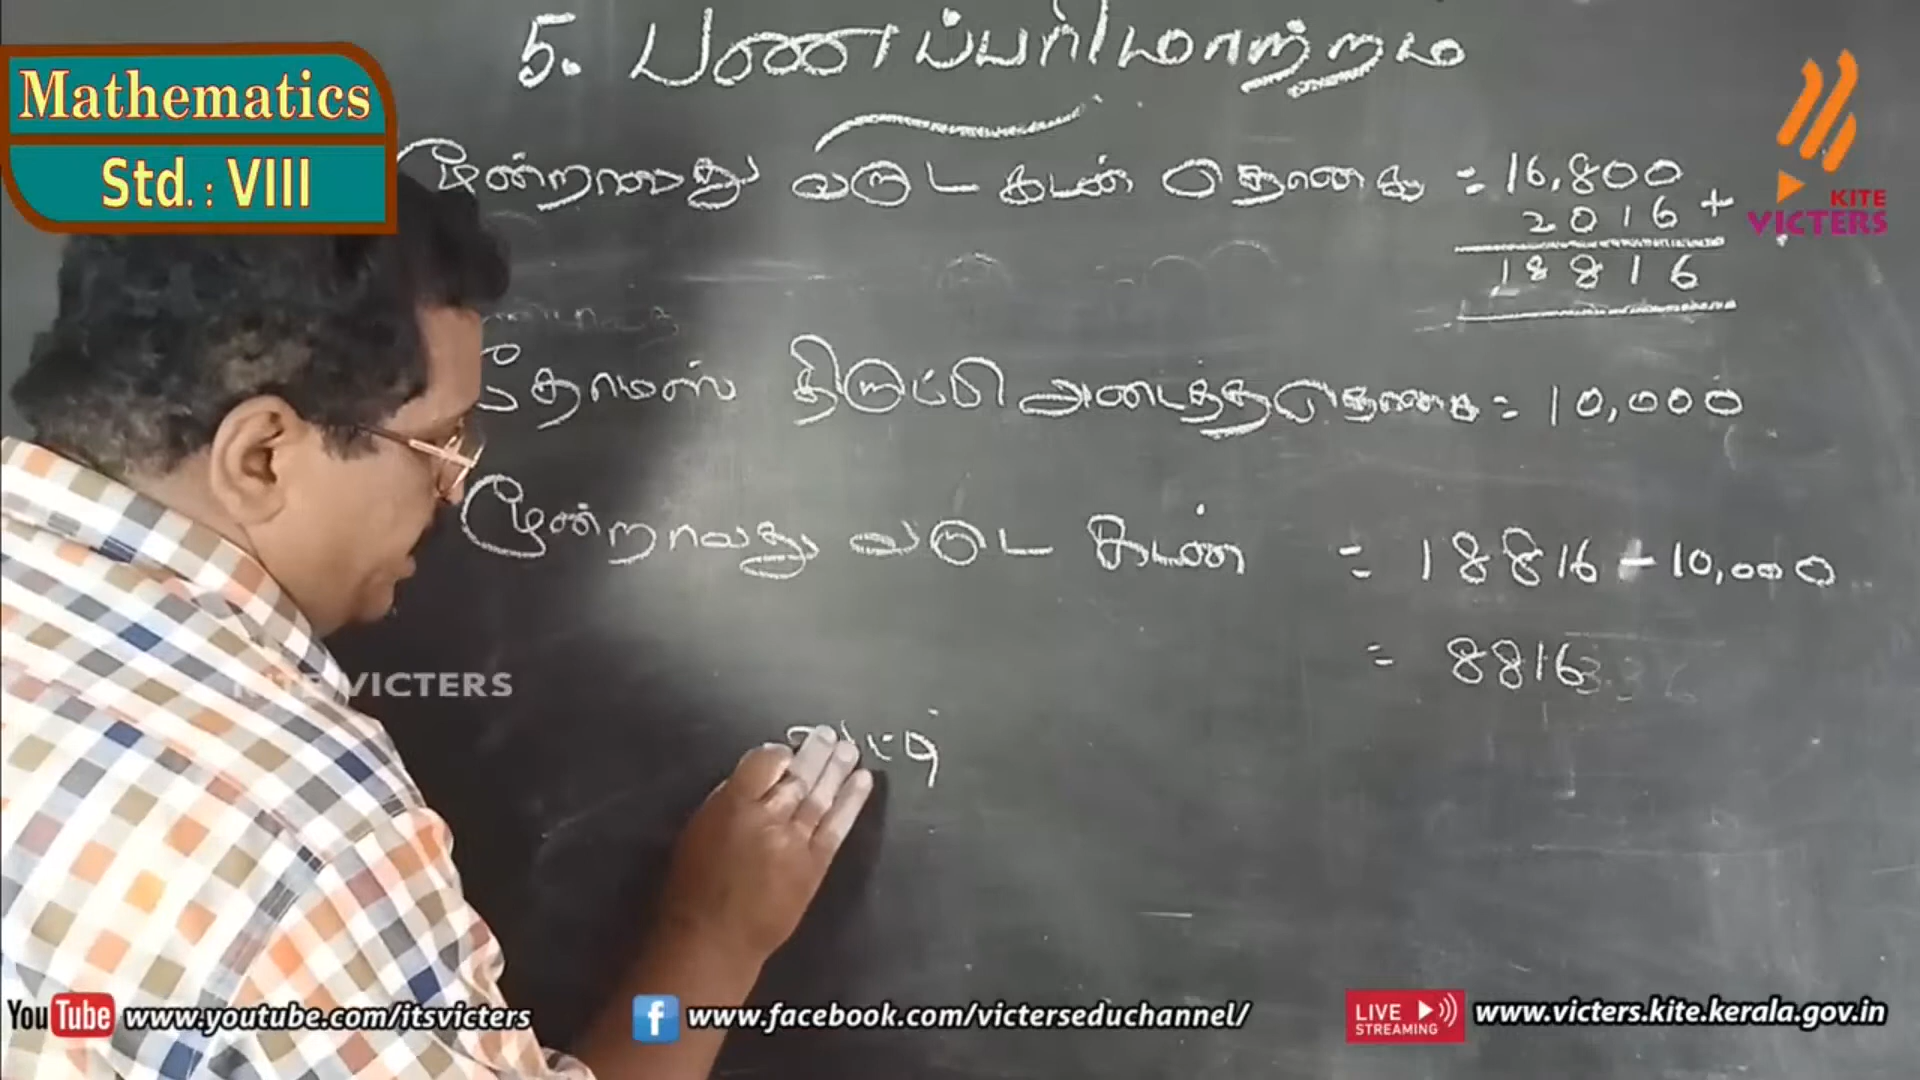 5. பணப்பரிமாற்றம்
Mathematics
Std. : VIII
மூன்றாவது வருட கடன் தொகை = 16,800
2016 +
18816
KITE
VICTERS
தோமஸ் திருப்பி அடைத்த தொகை = 10,000
மூன்றாவது வருட கடன் = 18816 - 10,000
= 8816
KITE VICTERS
YouTube www.youtube.com/itsvicters
f www.facebook.com/victerseduchannel/
LIVE STREAMING www.victers.kite.kerala.gov.in